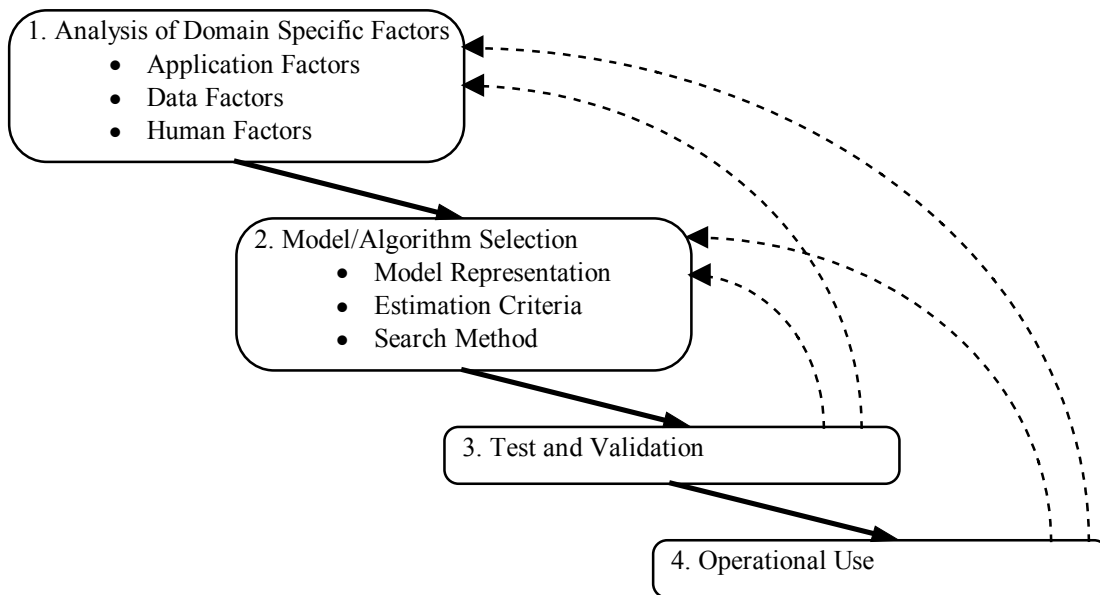 1. Analysis of Domain Specific Factors
• Application Factors
• Data Factors
• Human Factors
2. Model/Algorithm Selection
• Model Representation
• Estimation Criteria
• Search Method
3. Test and Validation
4. Operational Use